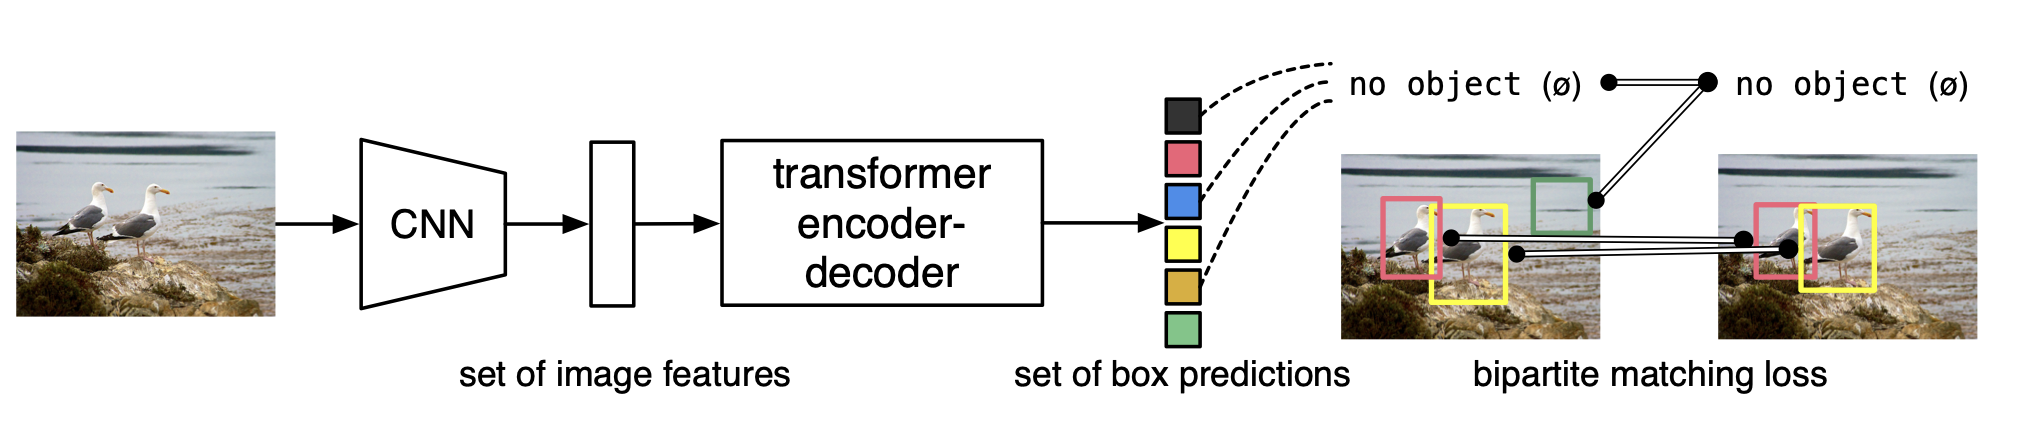 CNN
transformer
encoder-
decoder
no object (ø)
no object (ø)
set of image features
set of box predictions
bipartite matching loss